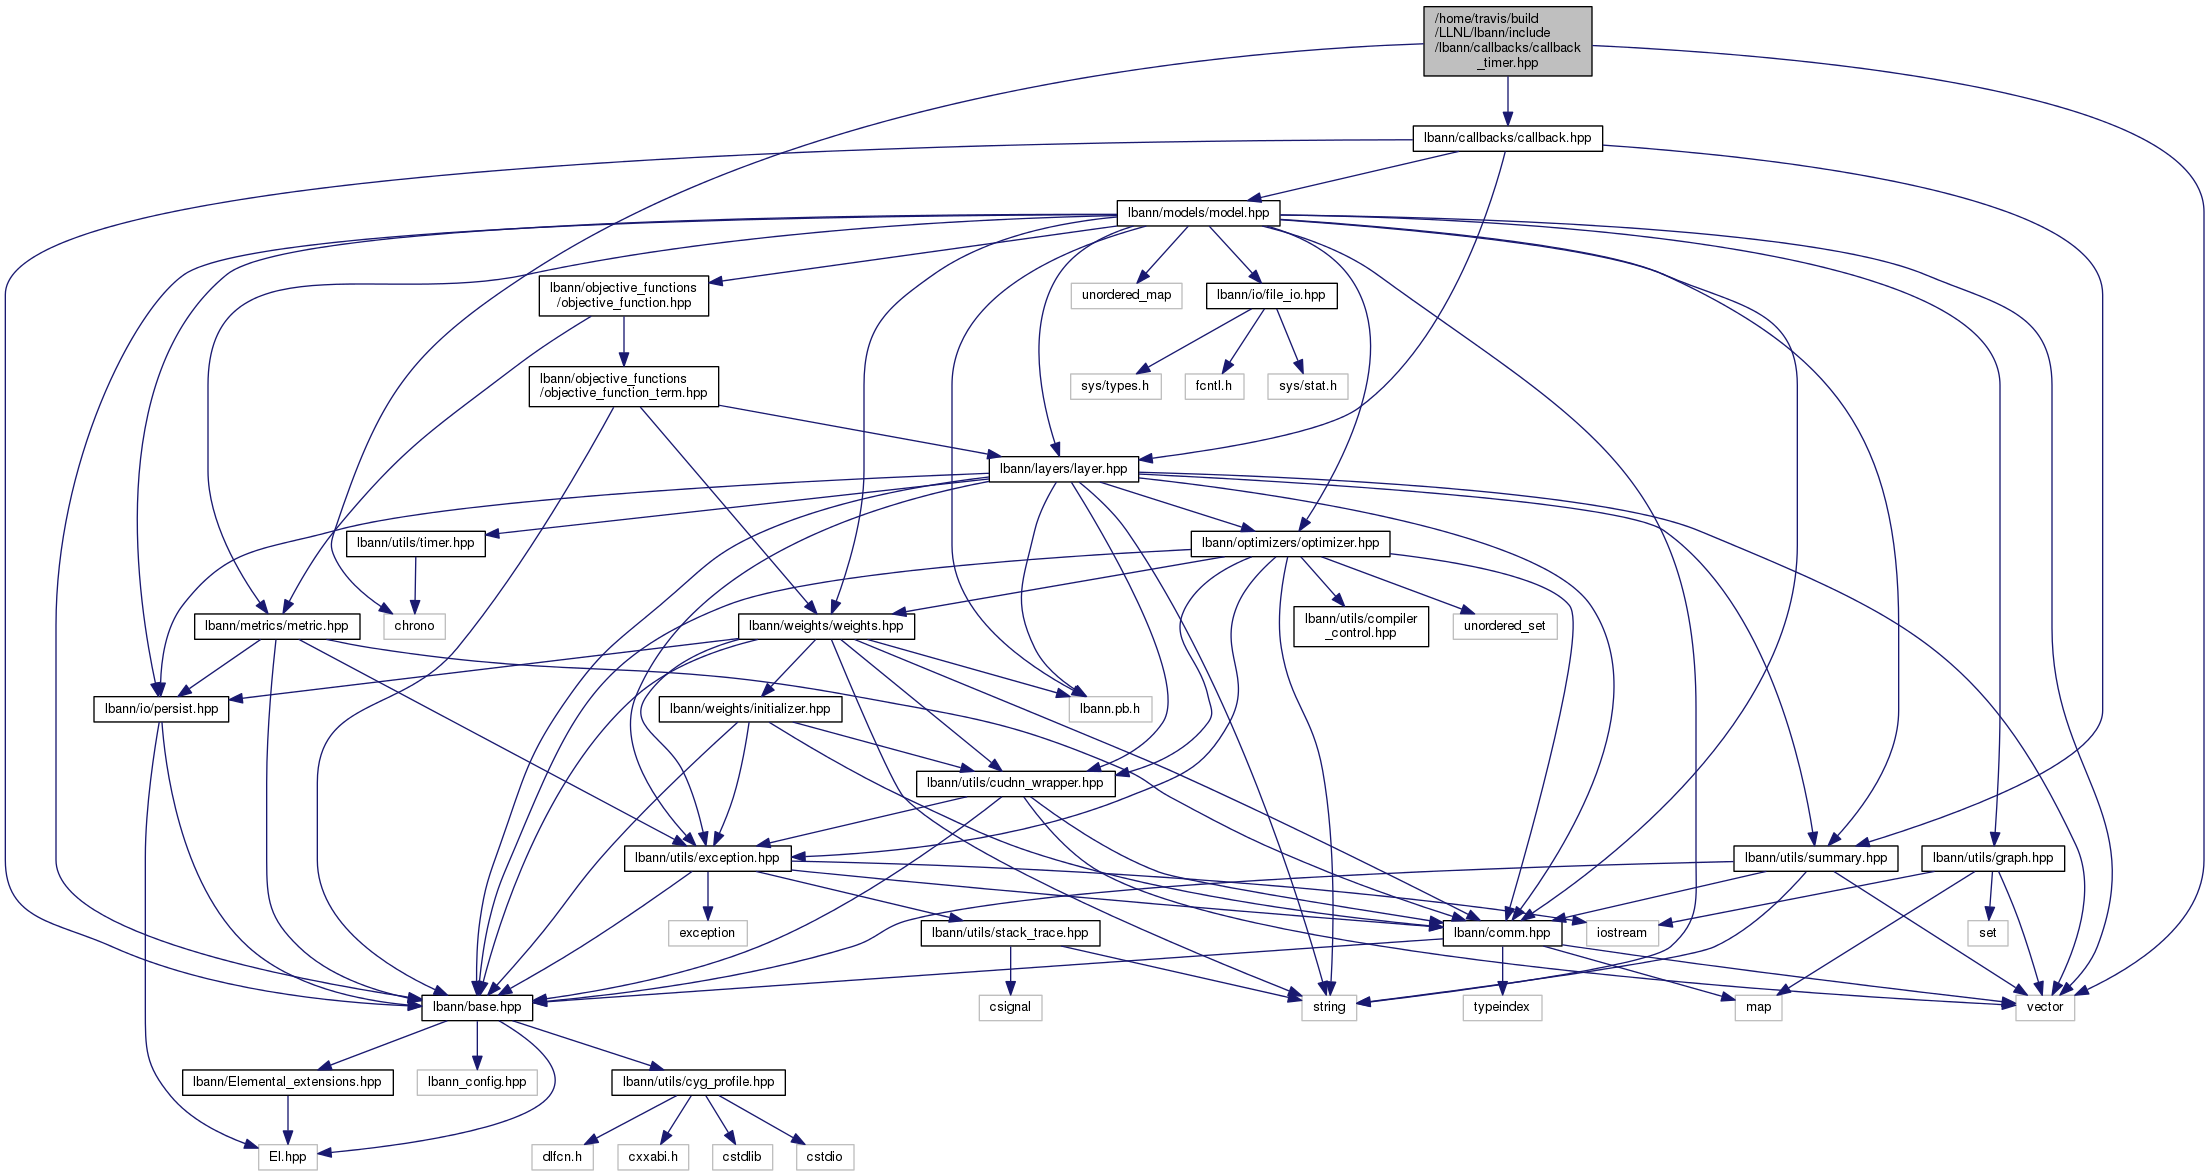 /home/travis/build
/LLNL/lbann/include
/lbann/callbacks/callback
_timer.hpp
lbann/callbacks/callback.hpp
lbann/models/model.hpp
lbann/objective_functions
/objective_function.hpp
unordered_map
lbann/io/file_io.hpp
lbann/objective_functions
/objective_function_term.hpp
sys/types.h
fcntl.h
sys/stat.h
lbann/layers/layer.hpp
lbann/utils/timer.hpp
lbann/optimizers/optimizer.hpp
lbann/metrics/metric.hpp
chrono
lbann/weights/weights.hpp
lbann/utils/compiler
_control.hpp
unordered_set
lbann/io/persist.hpp
lbann/weights/initializer.hpp
lbann.pb.h
lbann/utils/cudnn_wrapper.hpp
lbann/utils/exception.hpp
lbann/utils/summary.hpp
lbann/utils/graph.hpp
exception
lbann/utils/stack_trace.hpp
lbann/comm.hpp
iostream
set
lbann/base.hpp
csignal
string
typeindex
map
vector
lbann/Elemental_extensions.hpp
lbann_config.hpp
lbann/utils/cyg_profile.hpp
El.hpp
dlfcn.h
cxxabi.h
cstdlib
cstdio